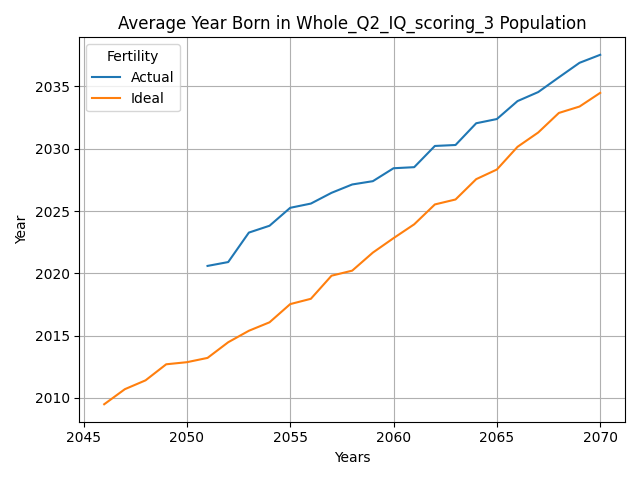 Average Year Born in Whole_Q2_IQ_scoring_3 Population
Fertility
Actual
Ideal
Year
2035
2030
2025
2020
2015
2010
2045 2050 2055 2060 2065 2070
Years